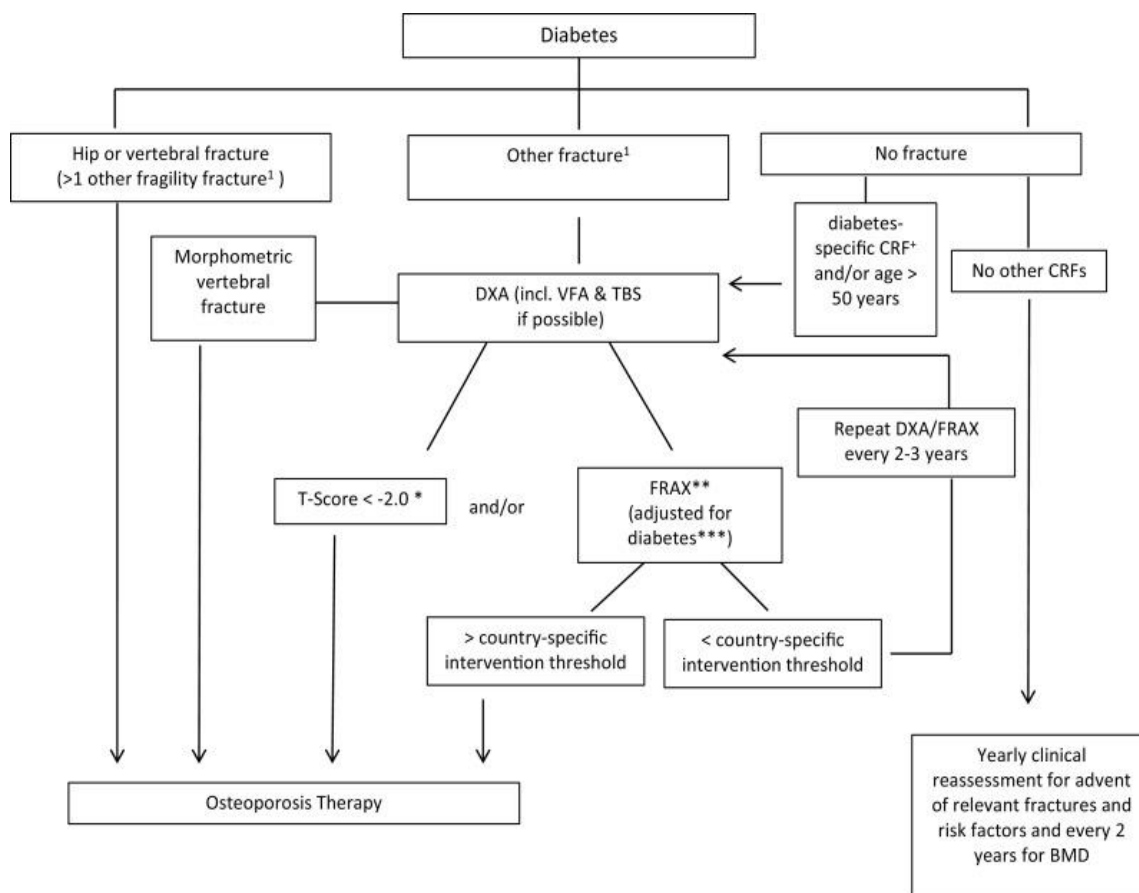 Diabetes
Hip or vertebral fracture
(>1 other fragility fracture¹ )
Other fracture¹
No fracture
diabetes-
specific CRF⁺
and/or age >
50 years
No other CRFs
Morphometric
vertebral
fracture
DXA (incl. VFA & TBS
if possible)
Repeat DXA/FRAX
every 2-3 years
T-Score < -2.0 *
and/or
FRAX**
(adjusted for
diabetes***)
> country-specific
intervention threshold
< country-specific
intervention threshold
Osteoporosis Therapy
Yearly clinical
reassessment for advent
of relevant fractures and
risk factors and every 2
years for BMD